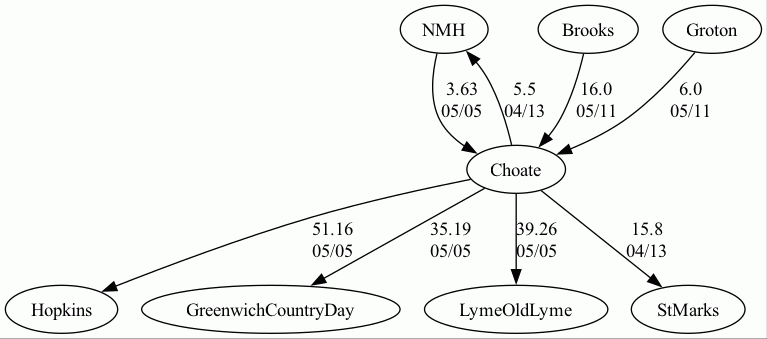 NMH
Brooks
Groton
3.63
05/05
5.5
04/13
16.0
05/11
6.0
05/11
Choate
51.16
05/05
35.19
05/05
39.26
05/05
15.8
04/13
Hopkins
GreenwichCountryDay
LymeOldLyme
StMarks